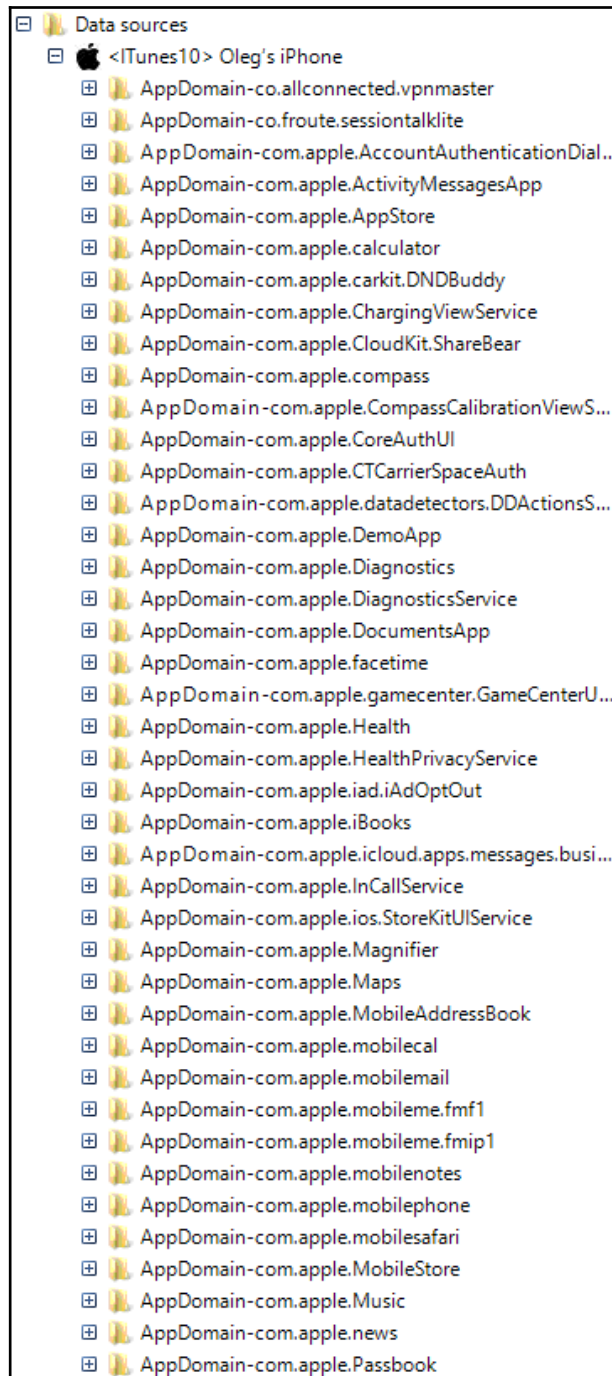 Data sources
<ITunes10> Oleg's iPhone
AppDomain-co.allconnected.vpnmaster
AppDomain-co.froute.sessiontalklite
AppDomain-com.apple.AccountAuthenticationDial...
AppDomain-com.apple.ActivityMessagesApp
AppDomain-com.apple.AppStore
AppDomain-com.apple.calculator
AppDomain-com.apple.carkit.DNDBuddy
AppDomain-com.apple.ChargingViewService
AppDomain-com.apple.CloudKit.ShareBear
AppDomain-com.apple.compass
AppDomain-com.apple.CompassCalibrationViewS...
AppDomain-com.apple.CoreAuthUI
AppDomain-com.apple.CTCarrierSpaceAuth
AppDomain-com.apple.datadetectors.DDActionsS...
AppDomain-com.apple.DemoApp
AppDomain-com.apple.Diagnostics
AppDomain-com.apple.DiagnosticsService
AppDomain-com.apple.DocumentsApp
AppDomain-com.apple.facetime
AppDomain-com.apple.gamecenter.GameCenterU...
AppDomain-com.apple.Health
AppDomain-com.apple.HealthPrivacyService
AppDomain-com.apple.iad.iAdOptOut
AppDomain-com.apple.iBooks
AppDomain-com.apple.icloud.apps.messages.busi...
AppDomain-com.apple.InCallService
AppDomain-com.apple.ios.StoreKitUIService
AppDomain-com.apple.Magnifier
AppDomain-com.apple.Maps
AppDomain-com.apple.MobileAddressBook
AppDomain-com.apple.mobilecal
AppDomain-com.apple.mobilemail
AppDomain-com.apple.mobileme.fmf1
AppDomain-com.apple.mobileme.fmip1
AppDomain-com.apple.mobilenotes
AppDomain-com.apple.mobilephone
AppDomain-com.apple.mobilesafari
AppDomain-com.apple.MobileStore
AppDomain-com.apple.Music
AppDomain-com.apple.news
AppDomain-com.apple.Passbook